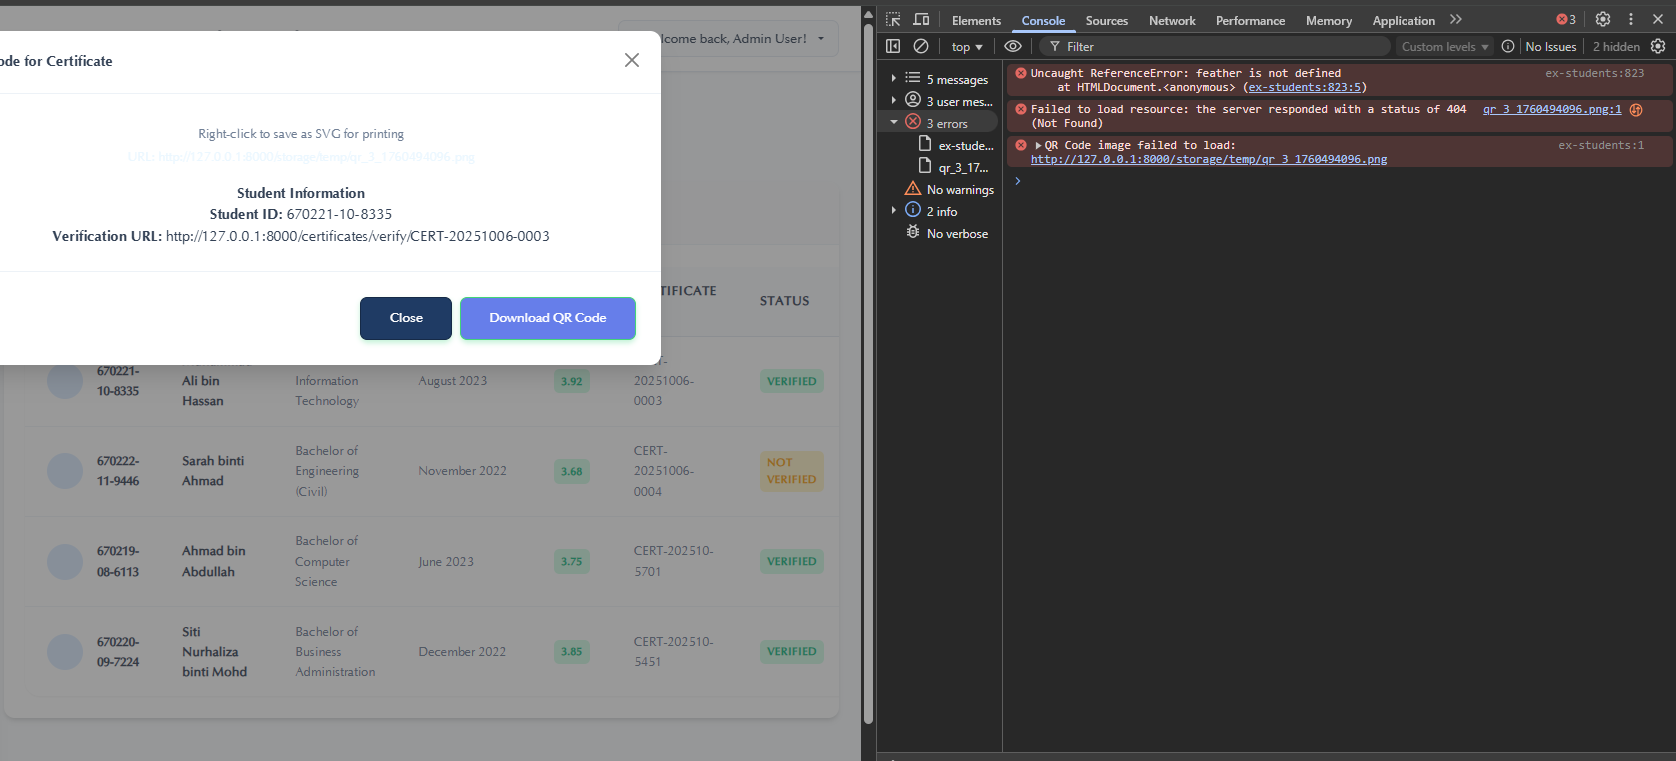 lcome back, Admin User!
ode for Certificate
Right-click to save as SVG for printing
URL: http://127.0.0.1:8000/storage/temp/qr_3_1760494096.png
Student Information
Student ID: 670221-10-8335
Verification URL: http://127.0.0.1:8000/certificates/verify/CERT-20251006-0003
Close
Download QR Code
TIFICATE
STATUS
670221-
10-8335
Ali bin
Hassan
Information
Technology
August 2023
3.92
20251006-
0003
VERIFIED
670222-
11-9446
Sarah binti
Ahmad
Bachelor of
Engineering
(Civil)
November 2022
3.68
CERT-
20251006-
0004
NOT
VERIFIED
670219-
08-6113
Ahmad bin
Abdullah
Bachelor of
Computer
Science
June 2023
3.75
CERT-202510-
5701
VERIFIED
670220-
09-7224
Siti
Nurhaliza
binti Mohd
Bachelor of
Business
Administration
December 2022
3.85
CERT-202510-
5451
VERIFIED
Elements
Console
Sources
Network
Performance
Memory
Application
3
top
Filter
Custom levels
No Issues
2 hidden
5 messages
3 user mes...
3 errors
ex-stude...
qr_3_17...
No warnings
2 info
No verbose
Uncaught ReferenceError: feather is not defined
ex-students:823
at HTMLDocument.<anonymous> (ex-students:823:5)
Failed to load resource: the server responded with a status of 404
qr_3_1760494096.png:1
(Not Found)
QR Code image failed to load:
ex-students:1
http://127.0.0.1:8000/storage/temp/qr_3_1760494096.png